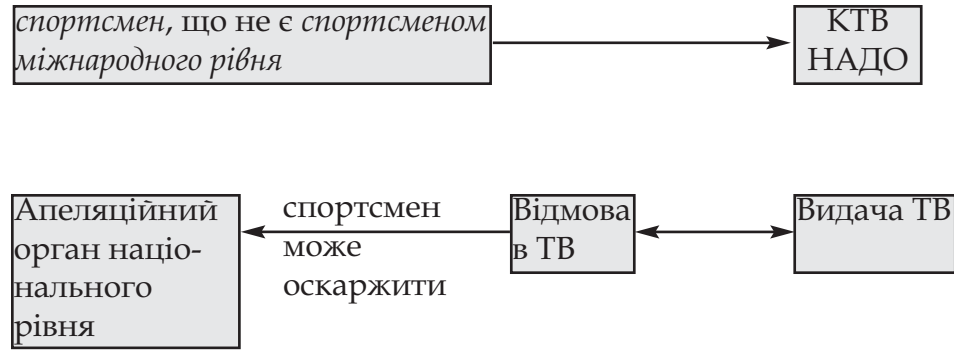 спортсмен, що не є спортсменом
міжнародного рівня
КТВ
НАДО
Апеляційний
орган націо-
нального
рівня
спортсмен
може
оскаржити
Відмова
в ТВ
Видача ТВ